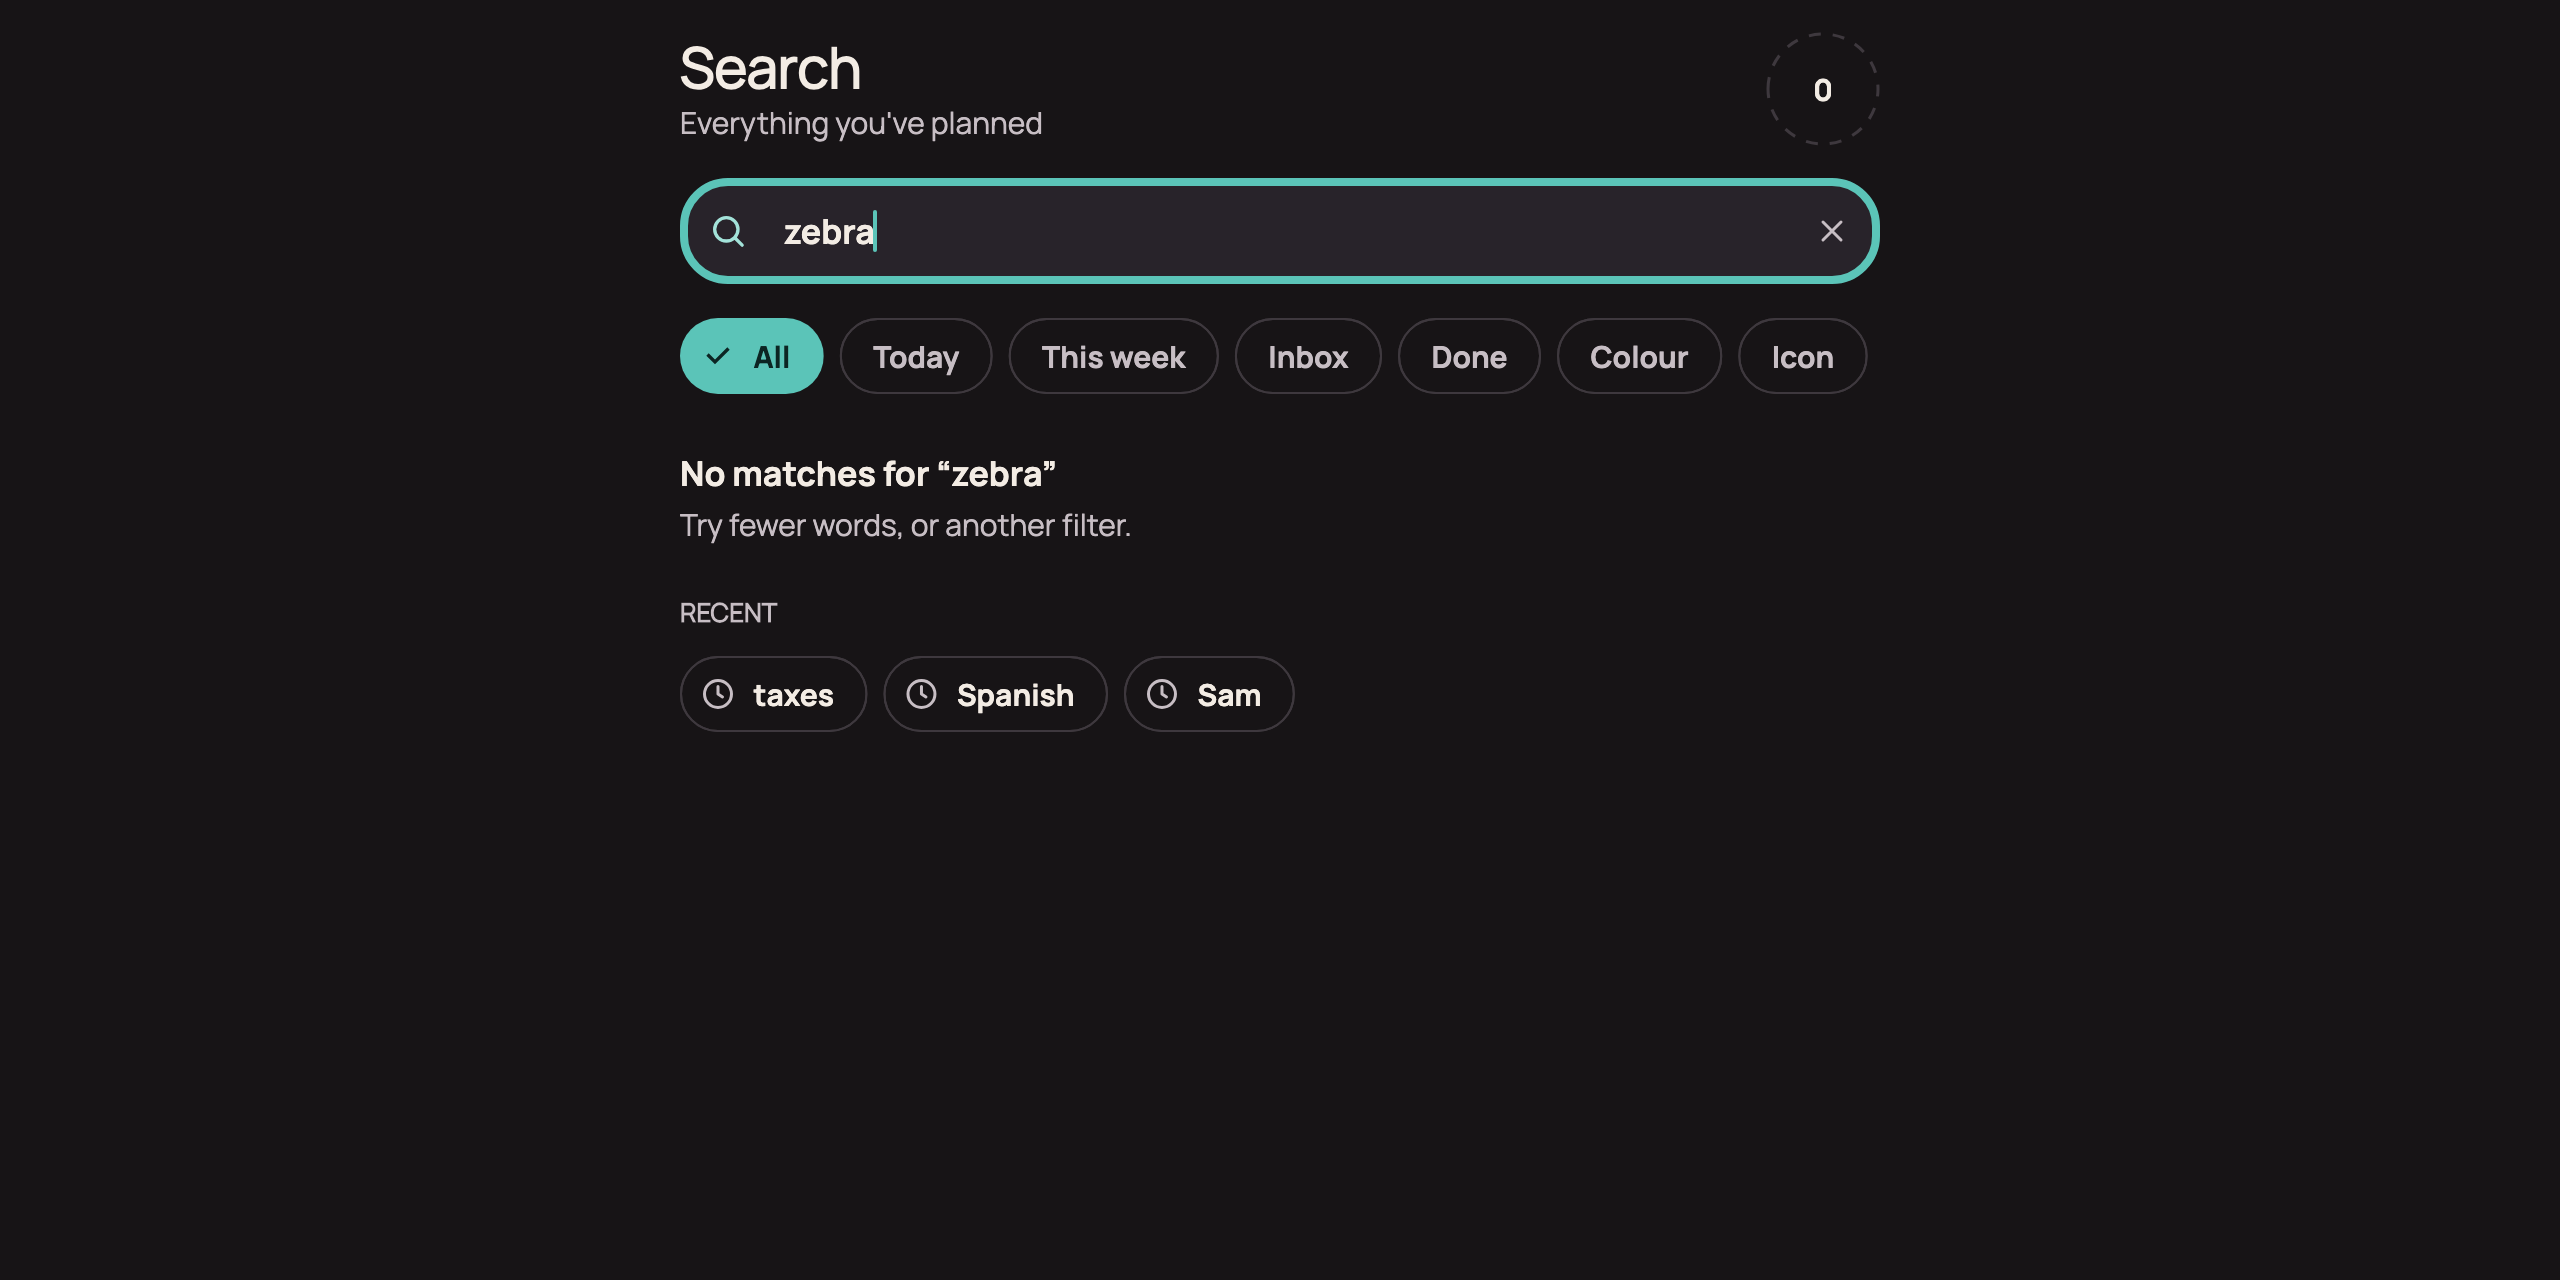 Search
Everything you've planned
0
zebra
All Today This week Inbox Done Colour Icon
No matches for “zebra”
Try fewer words, or another filter.
RECENT
taxes Spanish Sam